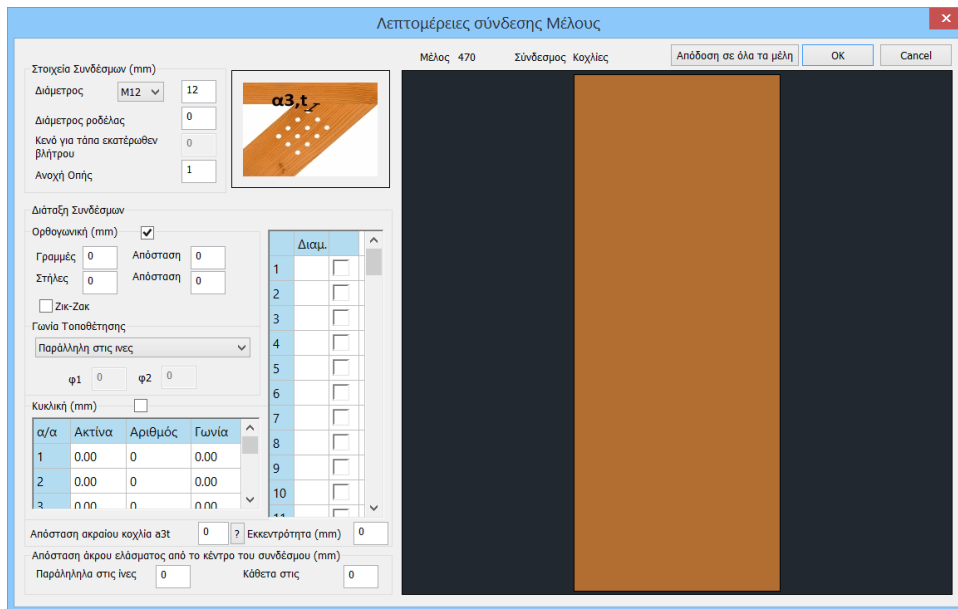 Λεπτομέρειες σύνδεσης Μέλους
Μέλος 470 Σύνδεσμος Κοχλίες Απόδοση σε όλα τα μέλη OK Cancel
Στοιχεία Συνδέσμων (mm)
Διάμετρος M12 12
Διάμετρος ροδέλας 0
Κενό για τάπα εκατέρωθεν
βλήτρου 0
Ανοχή Οπής 1
α3,t
Διάταξη Συνδέσμων
Ορθογωνική (mm)
Γραμμές 0 Απόσταση 0
Στήλες 0 Απόσταση 0
Ζικ-Ζακ
Γωνία Τοποθέτησης
Παράλληλη στις ινες
φ1 0 φ2 0
Κυκλική (mm)
α/α Ακτίνα Αριθμός Γωνία
1 0.00 0 0.00
2 0.00 0 0.00
3 0.00 0 0.00
Διαμ.
1
2
3
4
5
6
7
8
9
10
11
Απόσταση ακραίου κοχλία a3t 0 ? Εκκεντρότητα (mm) 0
Απόσταση άκρου ελάσματος από το κέντρο του συνδέσμου (mm)
Παράληληλα στις ίνες 0 Κάθετα στις 0